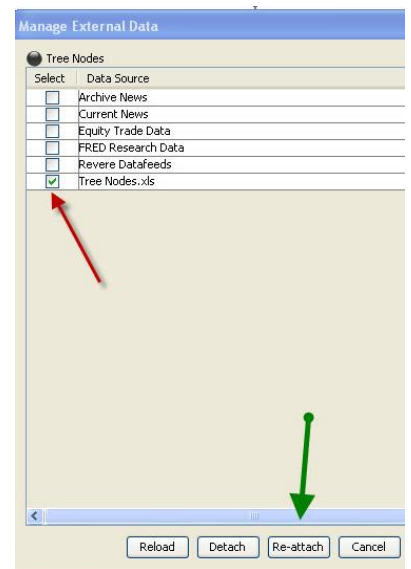 Manage External Data
Tree Nodes
Select Data Source
Archive News
Current News
Equity Trade Data
FRED Research Data
Revere Datafeeds
Tree Nodes.xls
Reload Detach Re-attach Cancel